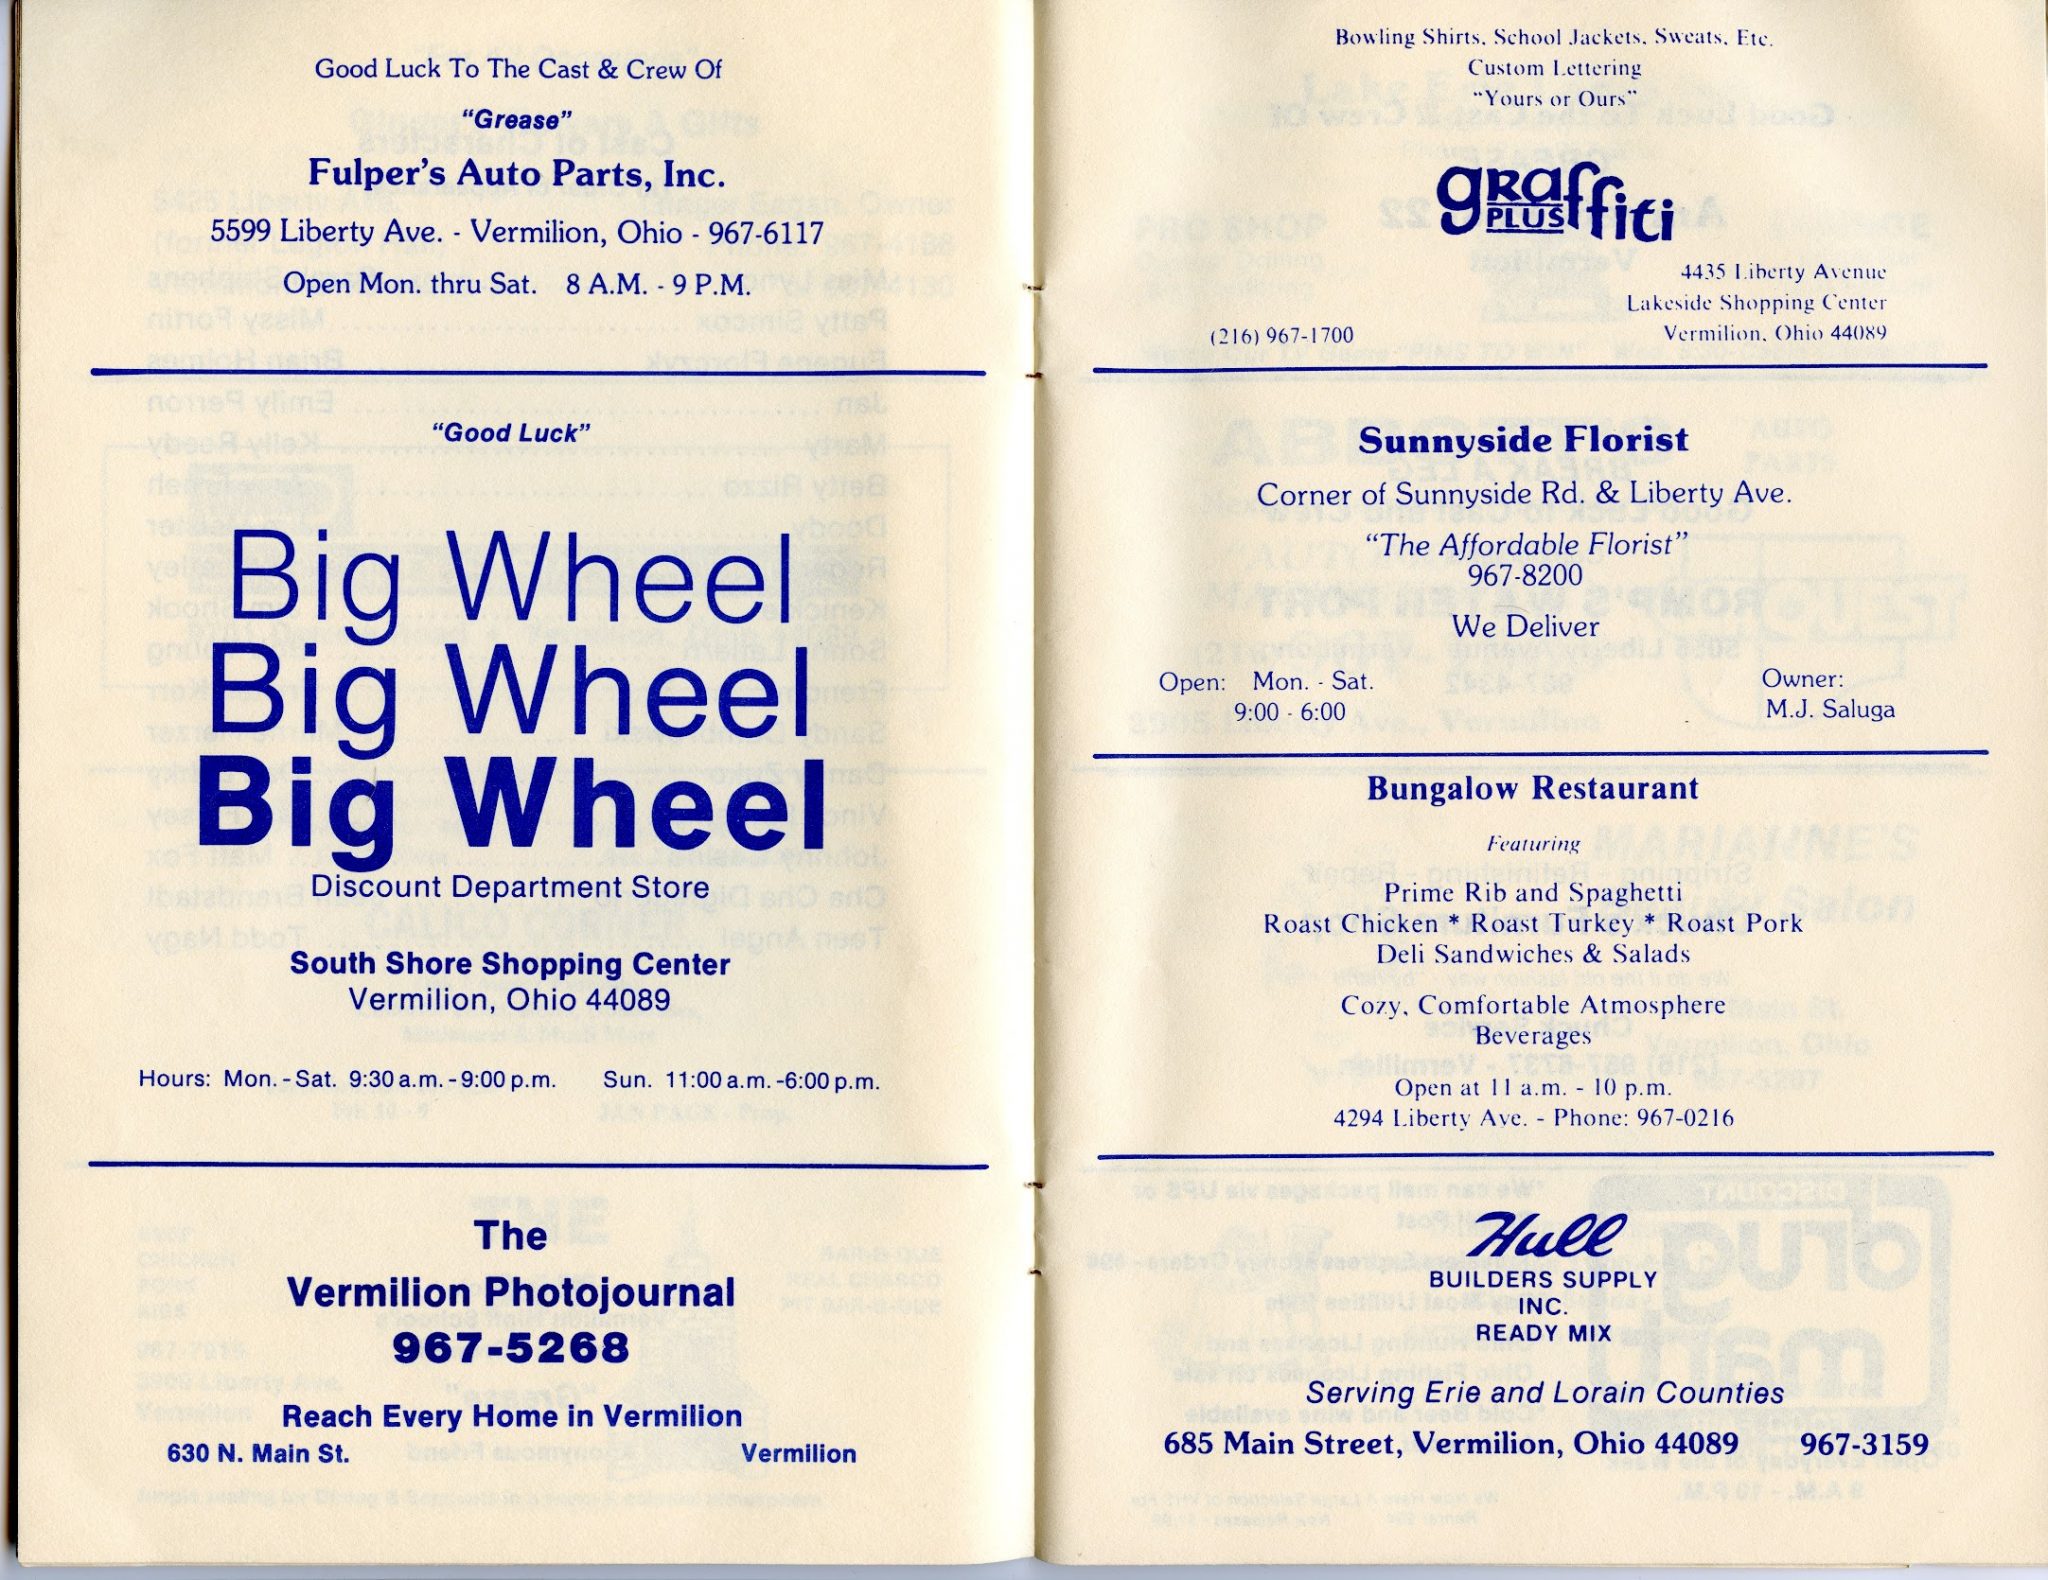 Good Luck To The Cast & Crew Of
"Grease"
Fulper's Auto Parts, Inc.
5599 Liberty Ave. - Vermilion, Ohio - 967-6117
Open Mon. thru Sat. 8 A.M. - 9 P.M.
"Good Luck"
Big Wheel
Big Wheel
Big Wheel
Discount Department Store
South Shore Shopping Center
Vermilion, Ohio 44089
Hours: Mon. - Sat. 9:30 a.m. - 9:00 p.m. Sun. 11:00 a.m. -6:00 p.m.
The
Vermilion Photojournal
967-5268
Reach Every Home in Vermilion
630 N. Main St. Vermilion
Bowling Shirts, School Jackets, Sweats, Etc.
Custom Lettering
"Yours or Ours"
graffiti
PLUS
4435 Liberty Avenue
Lakeside Shopping Center
(216) 967-1700 Vermilion, Ohio 44089
Sunnyside Florist
Corner of Sunnyside Rd. & Liberty Ave.
"The Affordable Florist"
967-8200
We Deliver
Open: Mon. - Sat. Owner:
9:00 - 6:00 M.J. Saluga
Bungalow Restaurant
Featuring
Prime Rib and Spaghetti
Roast Chicken * Roast Turkey * Roast Pork
Deli Sandwiches & Salads
Cozy, Comfortable Atmosphere
Beverages
Open at 11 a.m. - 10 p.m.
4294 Liberty Ave. - Phone: 967-0216
Hull
BUILDERS SUPPLY
INC.
READY MIX
Serving Erie and Lorain Counties
685 Main Street, Vermilion, Ohio 44089 967-3159